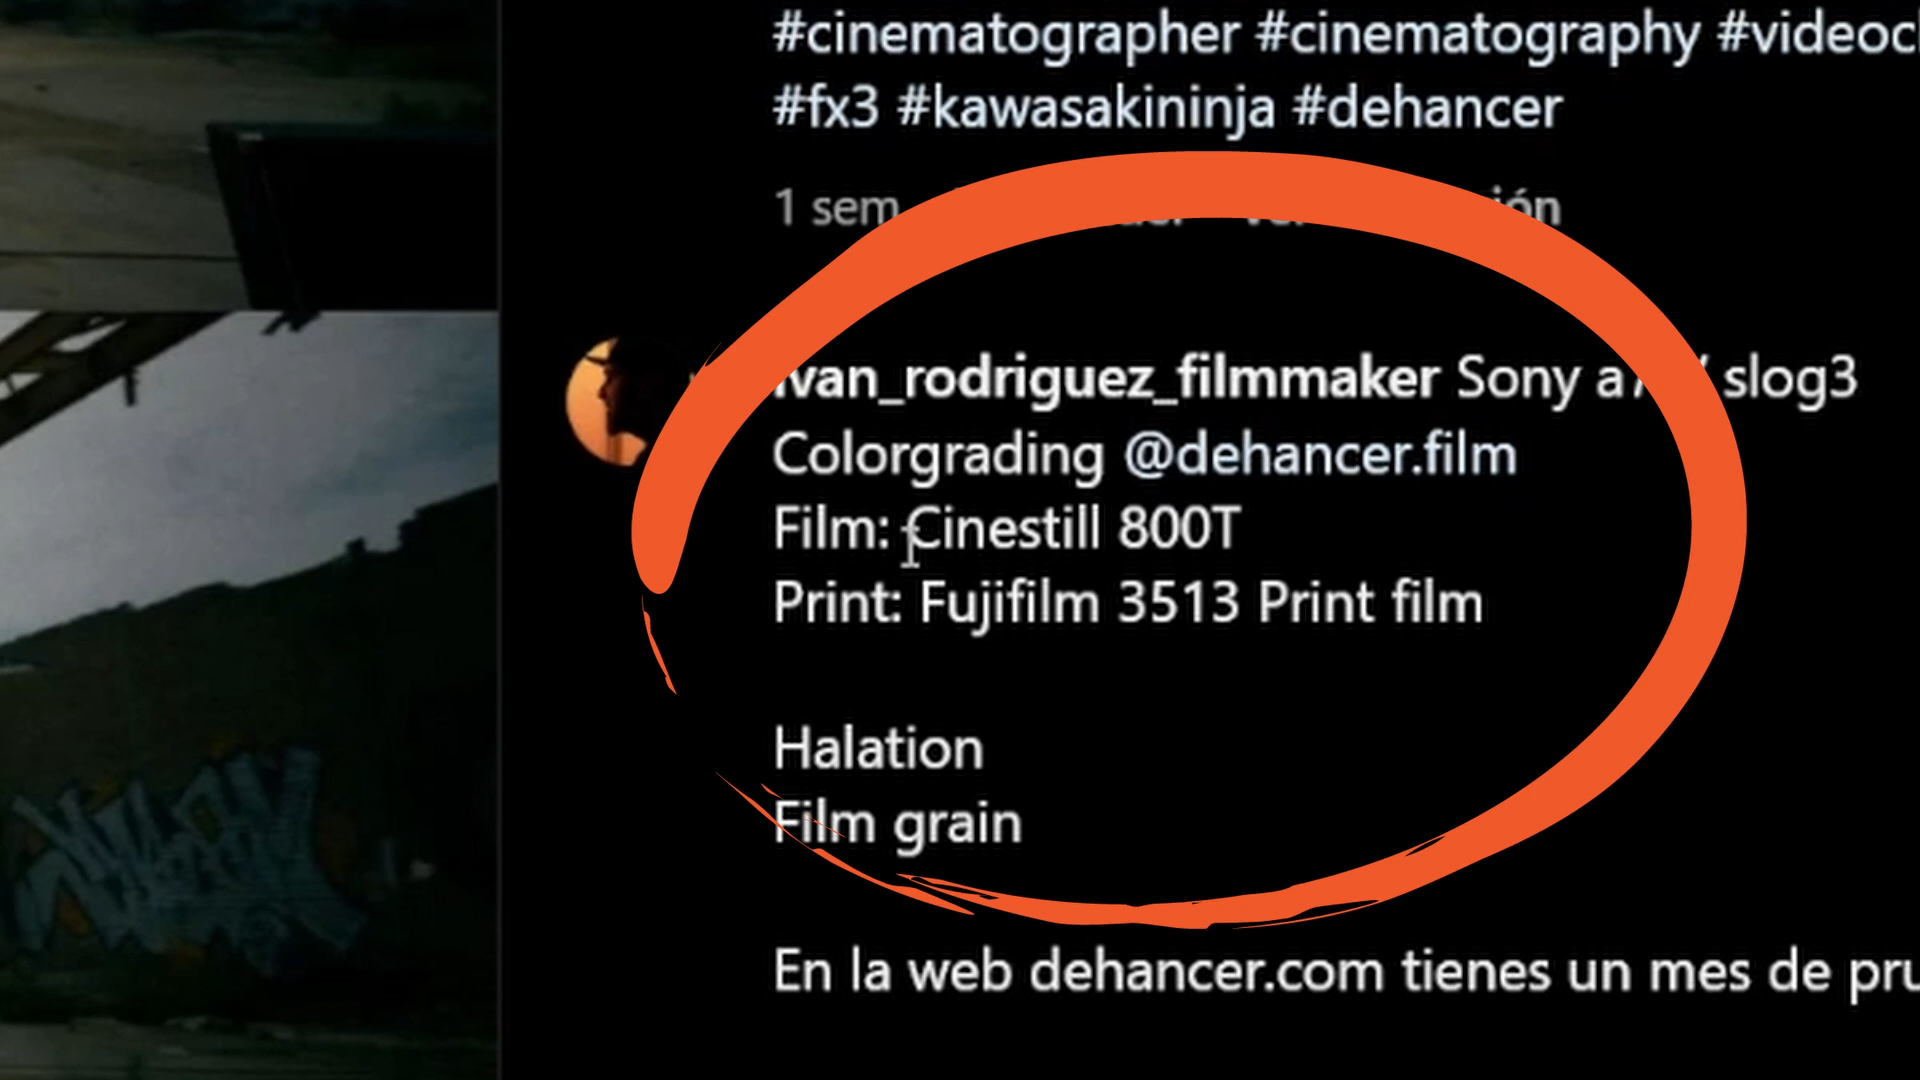 #cinematographer #cinematography
#fx3 #kawasakininja #dehancer
1 sem
ivan_rodriguez_filmmaker Sony slog3
Colorgrading @dehancer.film
Film: Cinestill 800T
Print: Fujifilm 3513 Print film
Halation
Film grain
En la web dehancer.com tienes un mes de